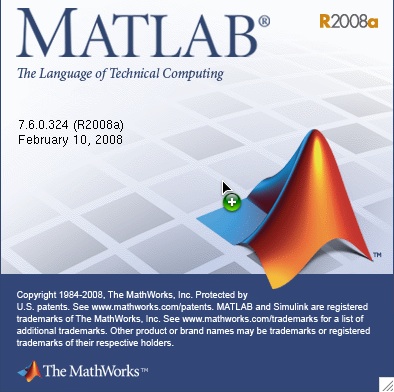 MATLAB®
R2008a
The Language of Technical Computing
7.6.0.324 (R2008a)
February 10, 2008
TM
Copyright 1984-2008, The MathWorks, Inc. Protected by
U.S. patents. See www.mathworks.com/patents. MATLAB and Simulink are registered
trademarks of The MathWorks, Inc. See www.mathworks.com/trademarks for a list of
additional trademarks. Other product or brand names may be trademarks or registered
trademarks of their respective holders.
The MathWorks™